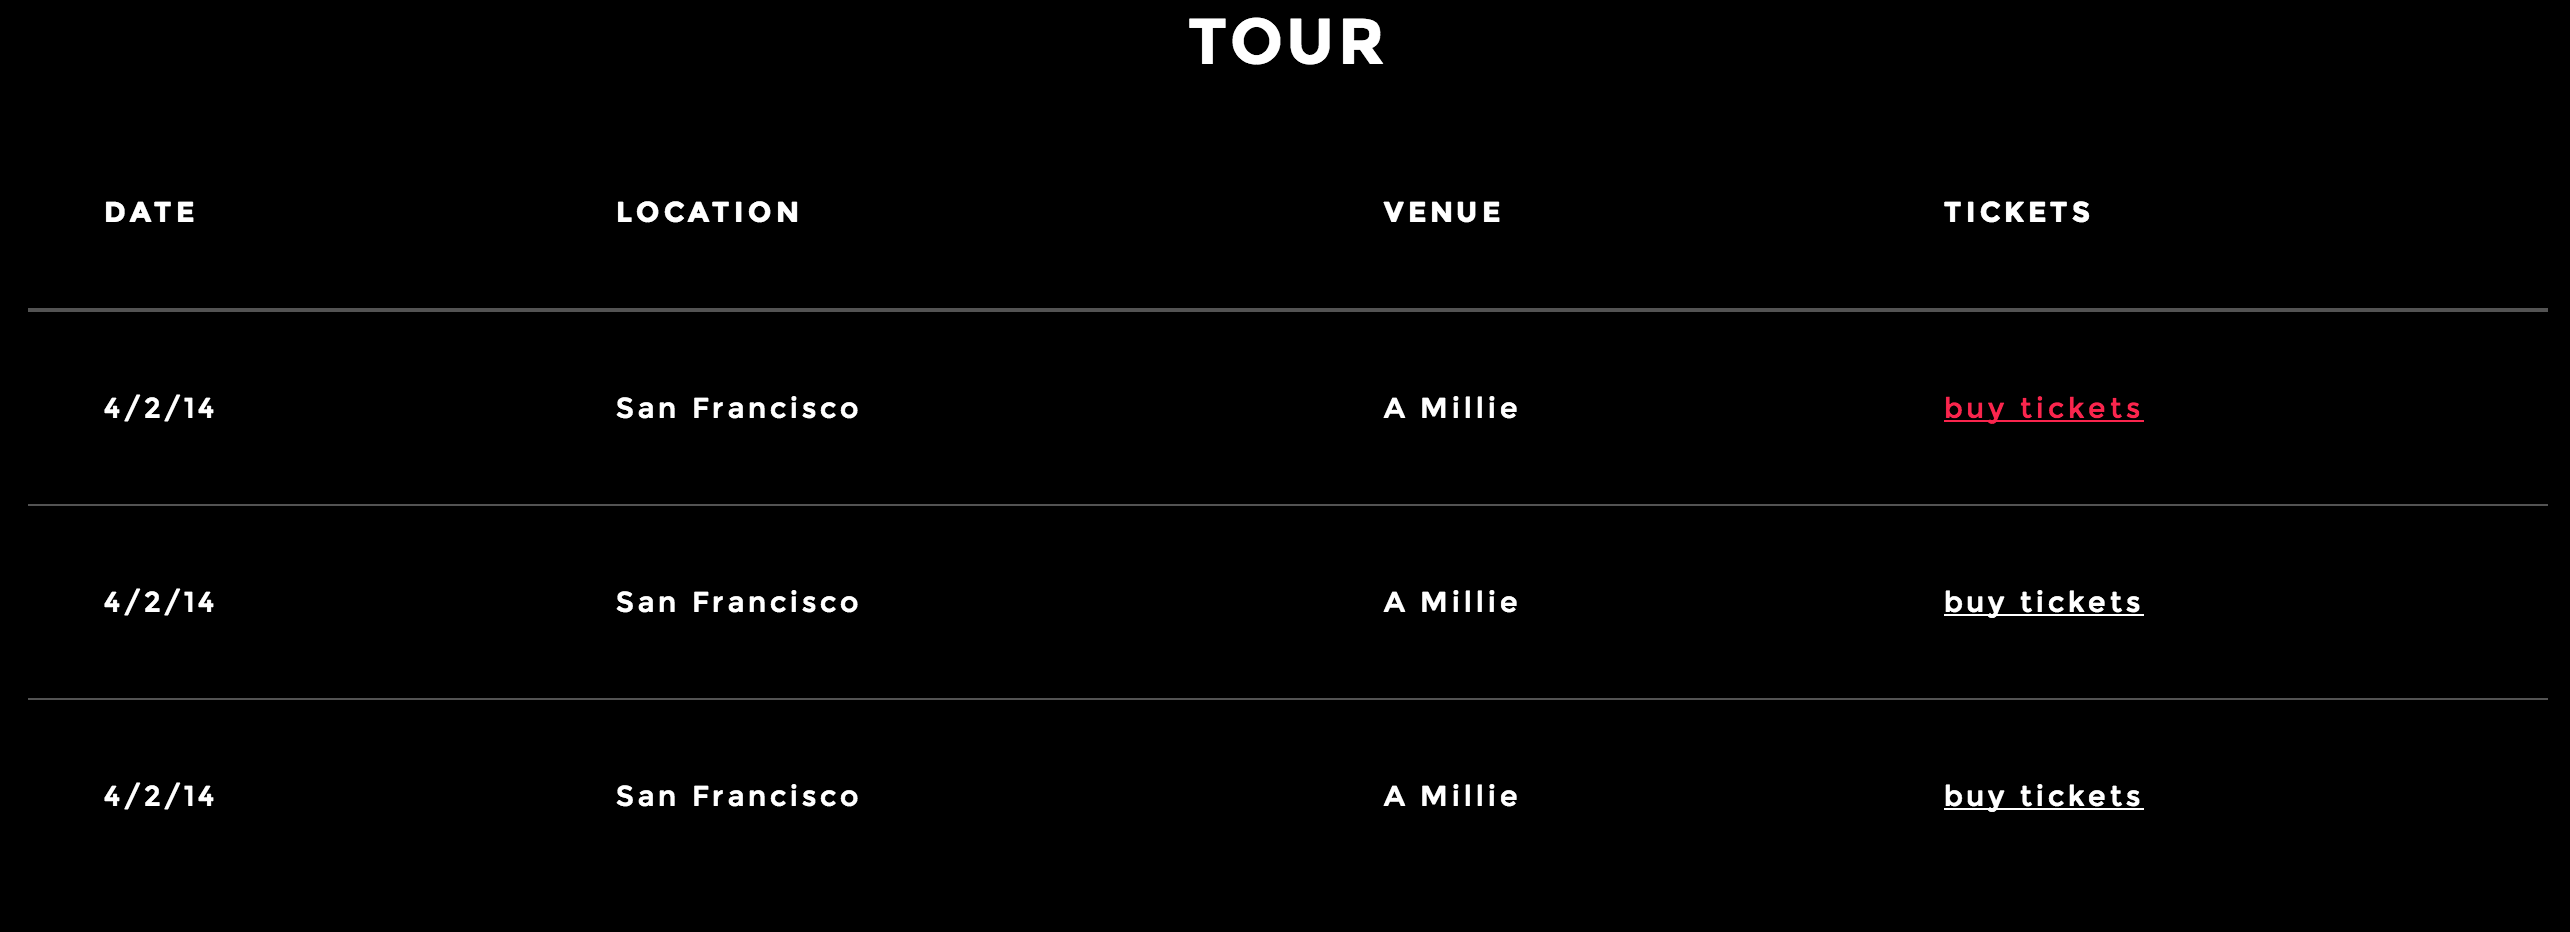 TOUR
DATE LOCATION VENUE TICKETS
4/2/14 San Francisco A Millie buy tickets
4/2/14 San Francisco A Millie buy tickets
4/2/14 San Francisco A Millie buy tickets